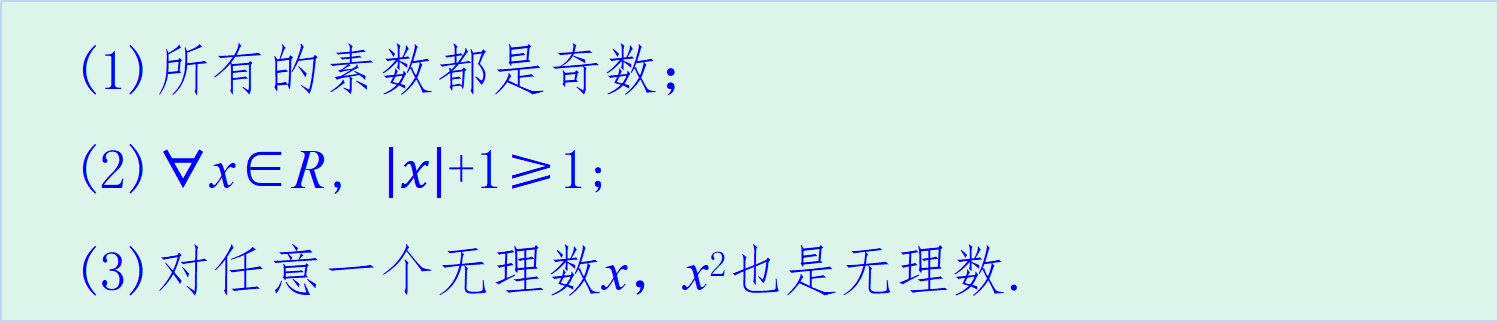 (1)所有的素数都是奇数；
(2)∀x∈R，|x|+1⩾1；
(3)对任意一个无理数x，x²也是无理数.